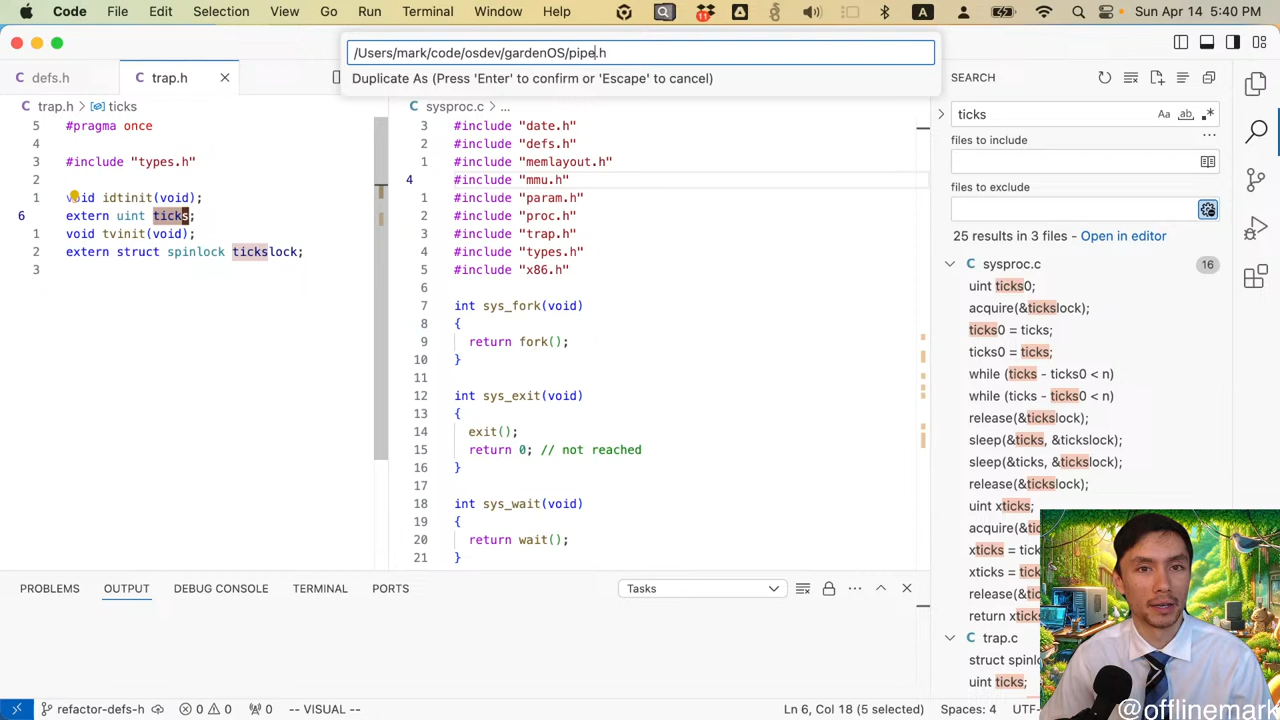 Code File Edit Selection View Go Run Terminal Window Help 11 A Sun Apr 14 5:40 PM
/Users/mark/code/osdev/gardenOS/pipe.h
Duplicate As (Press 'Enter' to confirm or 'Escape' to cancel)
defs.h trap.h
trap.h > ticks
5 #pragma once
4
3 #include "types.h"
2
1 void idtinit(void);
6 extern uint ticks;
1 void tvinit(void);
2 extern struct spinlock tickslock;
3
C sysproc.c > ...
3 #include "date.h"
2 #include "defs.h"
1 #include "memlayout.h"
4 #include "mmu.h"
1 #include "param.h"
2 #include "proc.h"
3 #include "trap.h"
4 #include "types.h"
5 #include "x86.h"
6
7 int sys_fork(void)
8 {
9 return fork();
10 }
11
12 int sys_exit(void)
13 {
14 exit();
15 return 0; // not reached
16 }
17
18 int sys_wait(void)
19 {
20 return wait();
21 }
SEARCH
ticks
Aa ab .*
files to include
files to exclude
25 results in 3 files - Open in editor
C sysproc.c 16
uint ticks0;
acquire(&tickslock);
ticks0 = ticks;
ticks0 = ticks;
while (ticks - ticks0 < n)
while (ticks - ticks0 < n)
release(&tickslock);
sleep(&ticks, &tickslock);
sleep(&ticks, &tickslock);
release(&tickslock);
uint xticks;
acquire(&ti
xticks = tick
xticks = tick
release(&tic
return xticks
C trap.c
struct spinl
uint ticks;
PROBLEMS OUTPUT DEBUG CONSOLE TERMINAL PORTS Tasks
refactor-defs-h 0 0 0 -- VISUAL -- Ln 6, Col 18 (5 selected) Spaces: 4 UTF-
@offlinemark